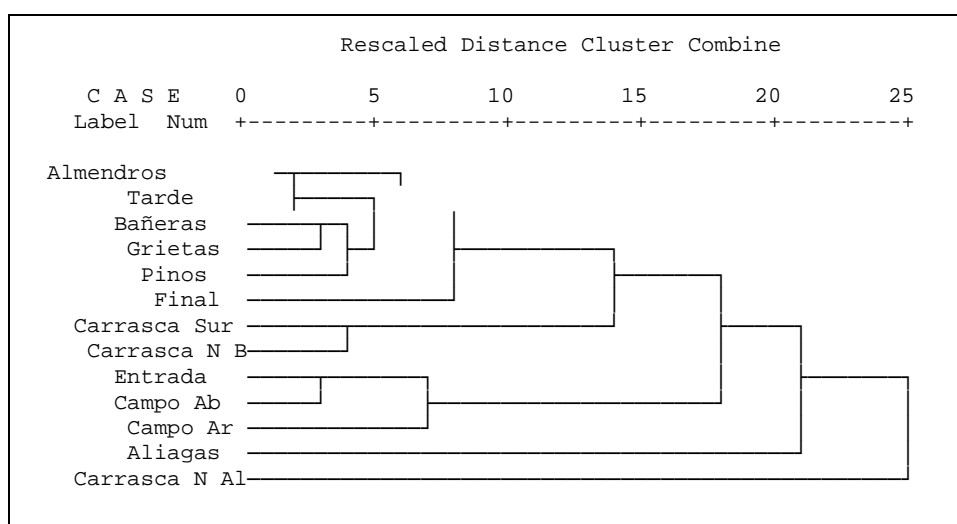 Rescaled Distance Cluster Combine
C A S E 0 5 10 15 20 25
Label Num +---------+---------+---------+---------+---------+
Almendros
Tarde
Bañeras
Grietas
Pinos
Final
Carrasca Sur
Carrasca N B
Entrada
Campo Ab
Campo Ar
Aliagas
Carrasca N Al